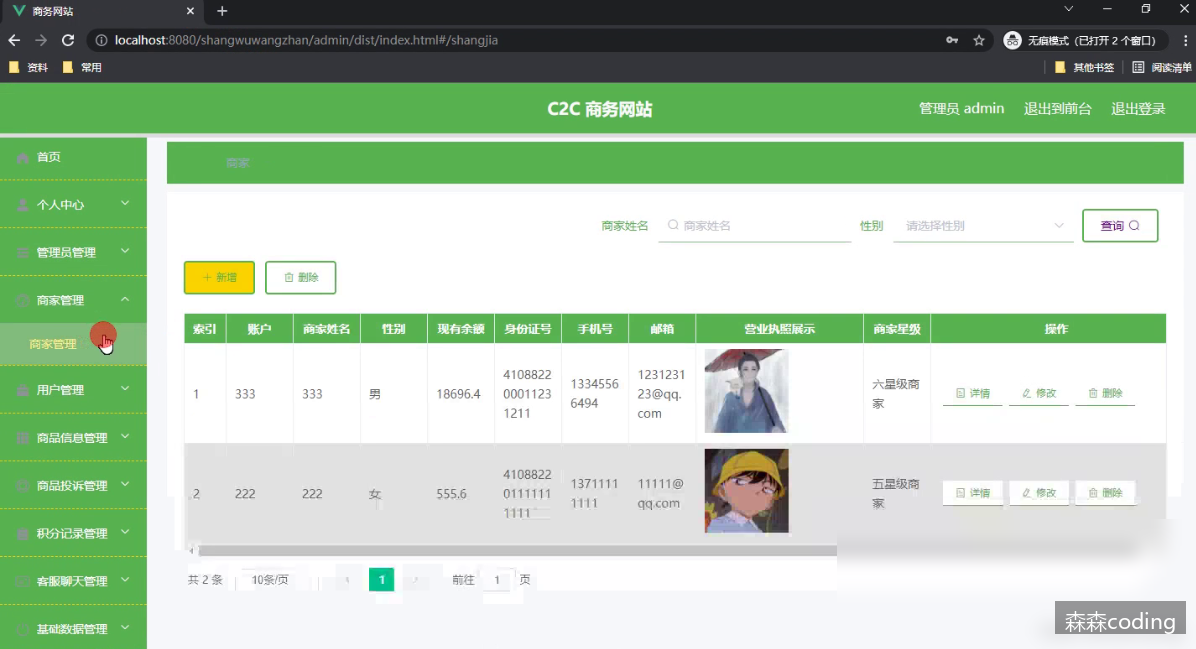 商务网站
localhost:8080/shangwuwangzhan/admin/dist/index.html#/shangjia
无痕模式（已打开 2 个窗口）
资料 常用 其他书签 阅读清单
C2C 商务网站
管理员 admin 退出到前台 退出登录
首页
个人中心
管理员管理
商家管理
商家管理
用户管理
商品信息管理
商品投诉管理
积分记录管理
客服聊天管理
基础数据管理
商家
商家姓名 商家姓名 性别 请选择性别 查询
+ 新增 删除
索引 账户 商家姓名 性别 现有余额 身份证号 手机号 邮箱 营业执照展示 商家星级 操作
1 333 333 男 18696.4 410882200011231211 13345566494 123123123@qq.com 六星级商家 详情 修改 删除
2 222 222 女 555.6 410882201111111111 13711111111 11111@qq.com 五星级商家 详情 修改 删除
共 2 条 10条/页 1 前往 1 页
森森coding